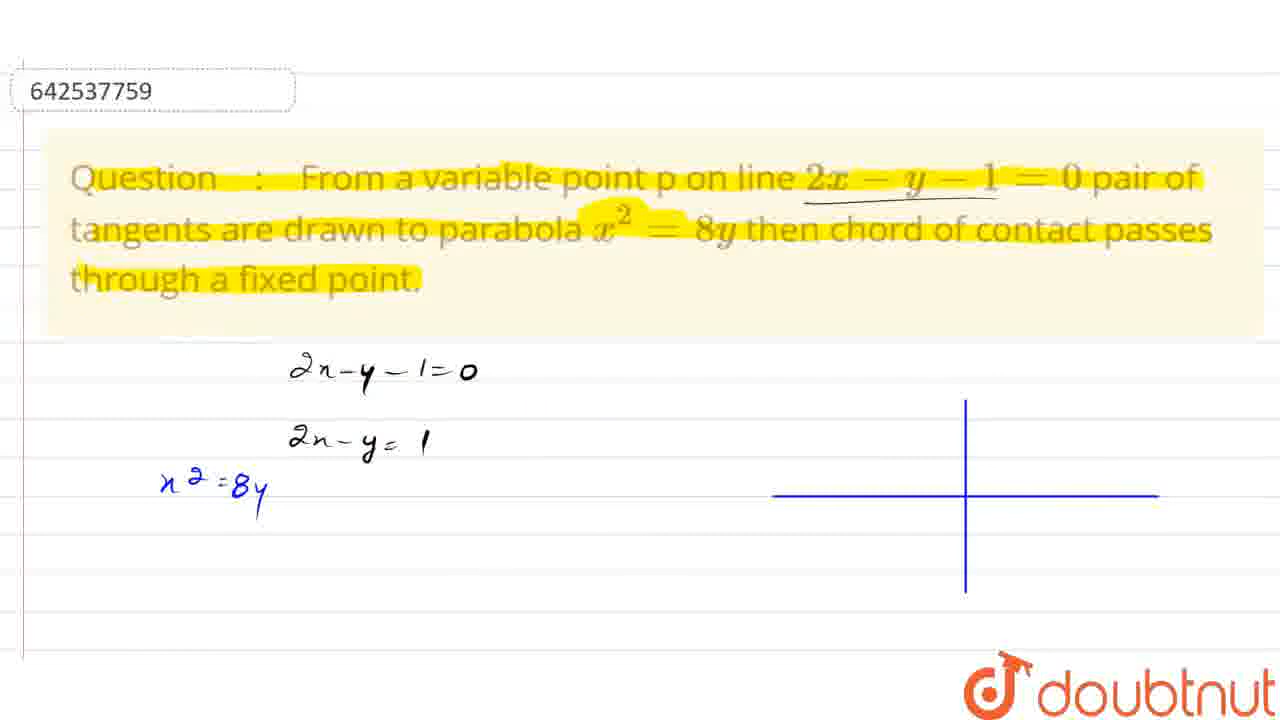 642537759
Question : From a variable point p on line 2x − y − 1 = 0 pair of
tangents are drawn to parabola x² = 8y then chord of contact passes
through a fixed point.
2x-y-1=0
2x-y=1
x²=8y
doubtnut